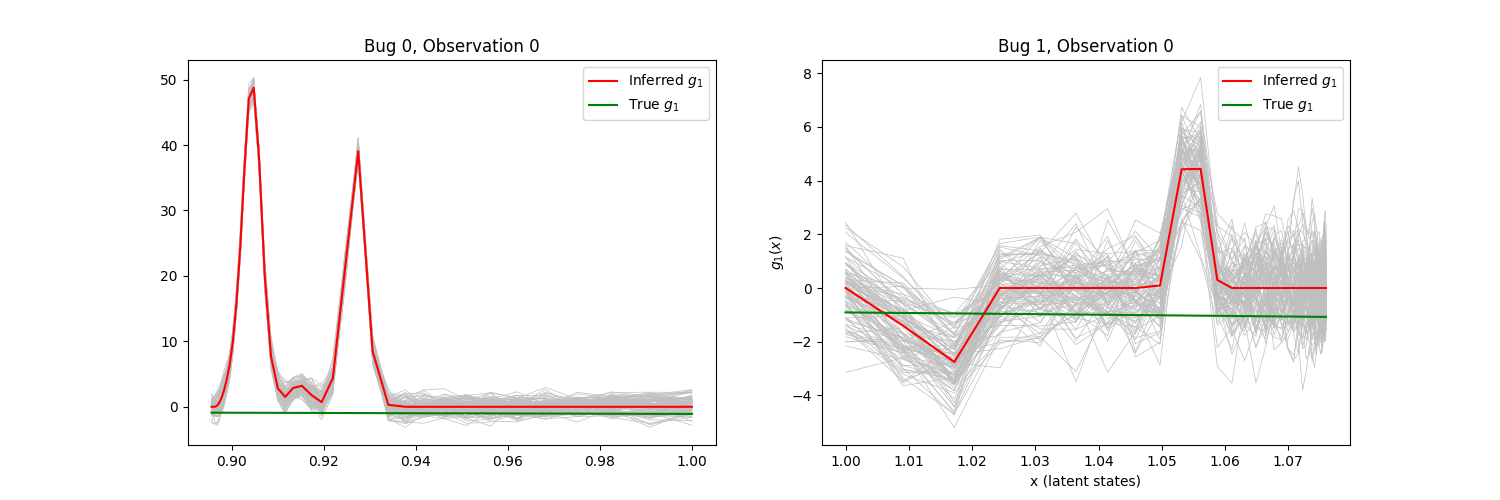 Bug 0, Observation 0
50
40
30
20
10
0
0.90 0.92 0.94 0.96 0.98 1.00
Inferred g₁
True g₁
Bug 1, Observation 0
g₁(x)
8
6
4
2
0
−2
−4
1.00 1.01 1.02 1.03 1.04 1.05 1.06 1.07
x (latent states)
Inferred g₁
True g₁